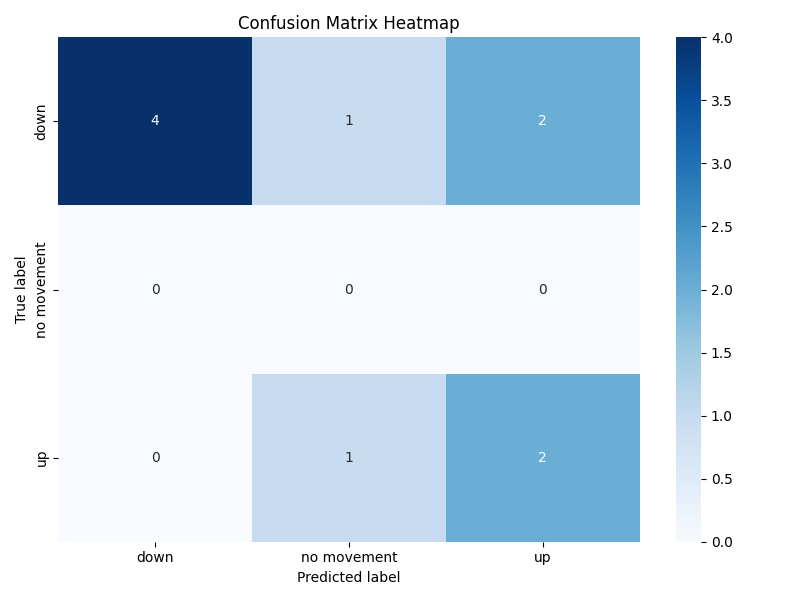 Confusion Matrix Heatmap
True label
down
no movement
up
4 1 2
0 0 0
0 1 2
down no movement up
Predicted label
4.0
3.5
3.0
2.5
2.0
1.5
1.0
0.5
0.0